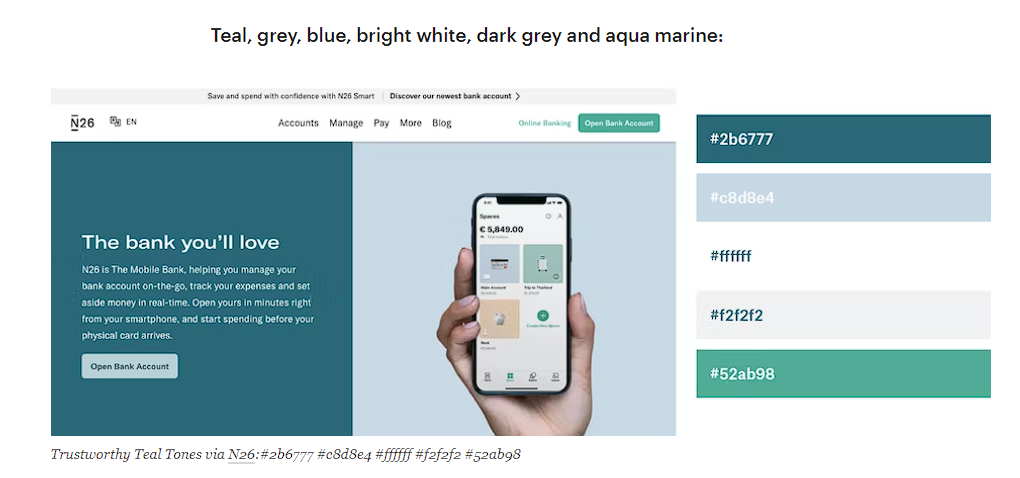 Teal, grey, blue, bright white, dark grey and aqua marine:
Save and spend with confidence with N26 Smart | Discover our newest bank account >
N26 EN Accounts Manage Pay More Blog Online Banking Open Bank Account
The bank you'll love
N26 is The Mobile Bank, helping you manage your
bank account on-the-go, track your expenses and set
aside money in real-time. Open yours in minutes right
from your smartphone, and start spending before your
physical card arrives.
Open Bank Account
Spaces
€ 5,849.00
Main Account
Trip to Thailand
Create New Space
#2b6777
#c8d8e4
#ffffff
#f2f2f2
#52ab98
Trustworthy Teal Tones via N26:#2b6777 #c8d8e4 #ffffff #f2f2f2 #52ab98